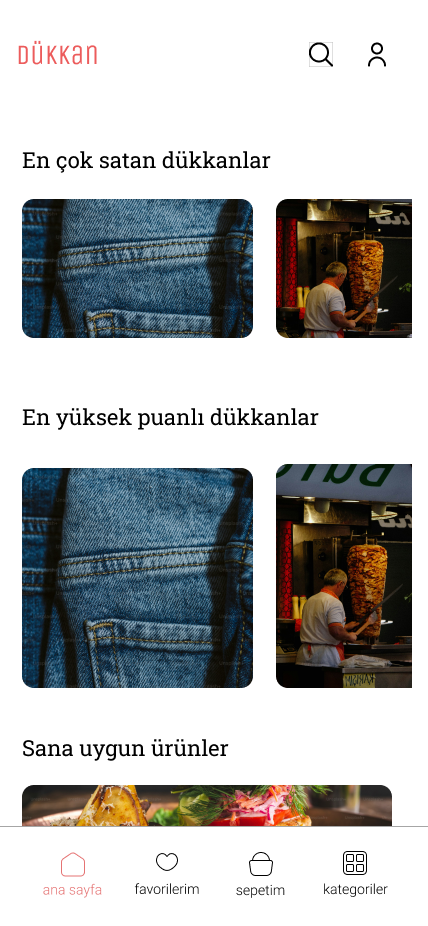 Dükkan
En çok satan dükkanlar
En yüksek puanlı dükkanlar
Sana uygun ürünler
ana sayfa
favorilerim
sepetim
kategoriler